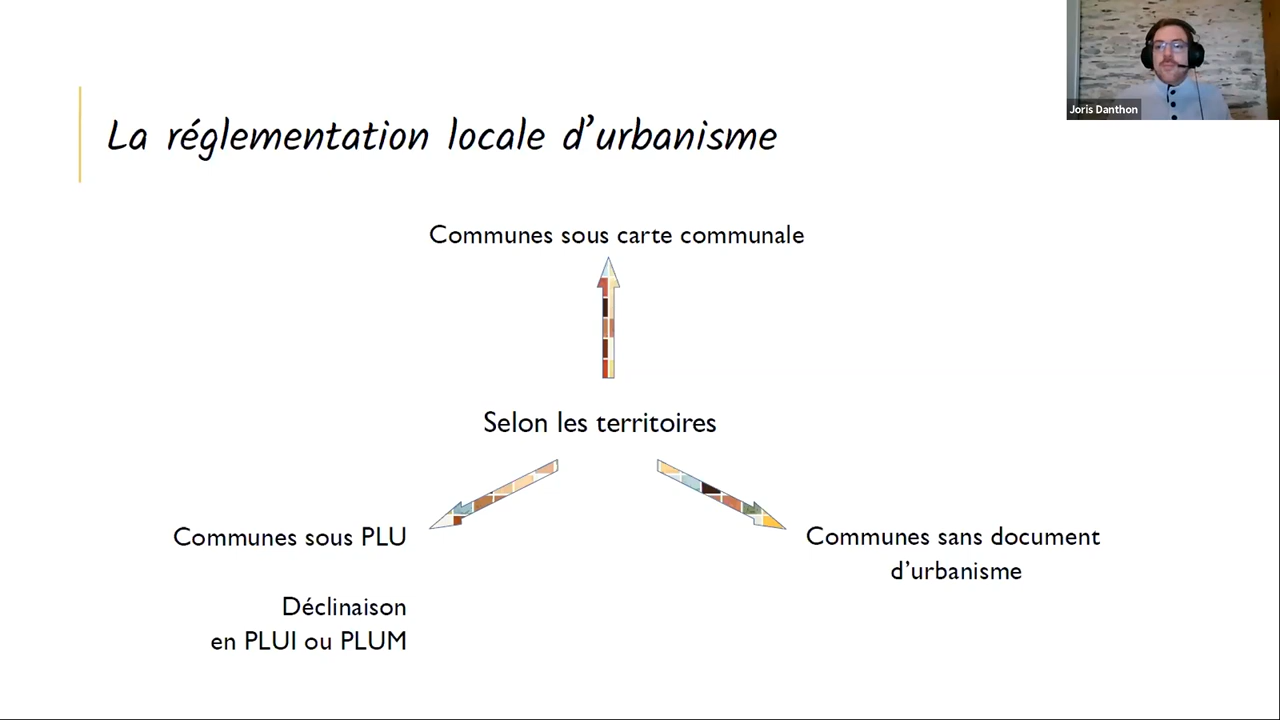 Joris Danthon
La réglementation locale d'urbanisme
Communes sous carte communale
Selon les territoires
Communes sous PLU
Déclinaison
en PLUI ou PLUM
Communes sans document
d'urbanisme